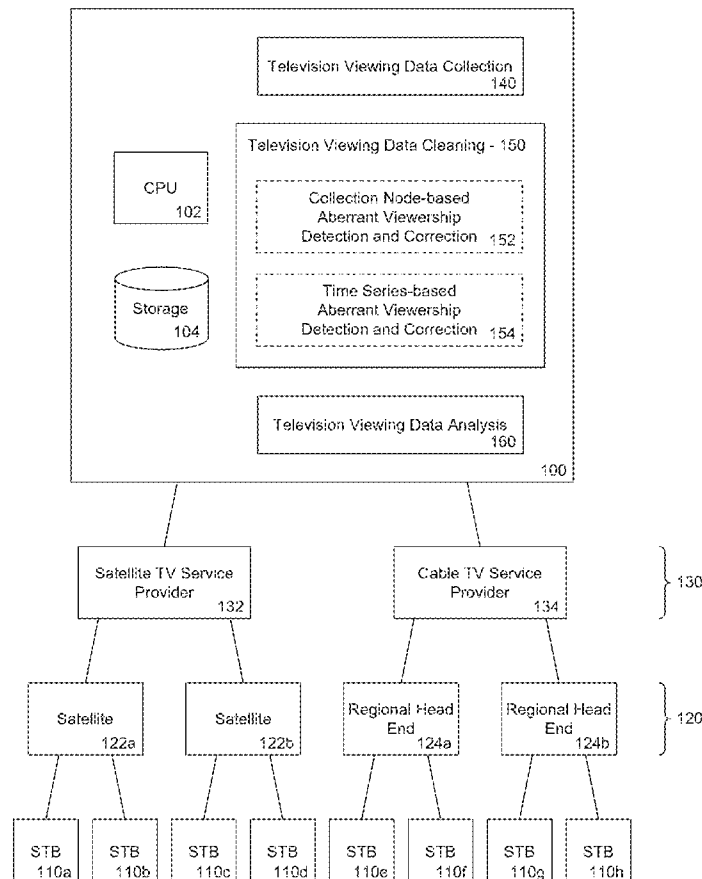 Television Viewing Data Collection
140
Television Viewing Data Cleaning - 150
CPU
102
Collection Node-based
Aberrant Viewership
Detection and Correction 152
Storage
104
Time Series-based
Aberrant Viewership
Detection and Correction 154
Television Viewing Data Analysis
160
100
Satellite TV Service
Provider
132
Cable TV Service
Provider
134
130
Satellite
122a
Satellite
122b
Regional Head
End
124a
Regional Head
End
124b
120
STB
110a
STB
110b
STB
110c
STB
110d
STB
110e
STB
110f
STB
110g
STB
110h